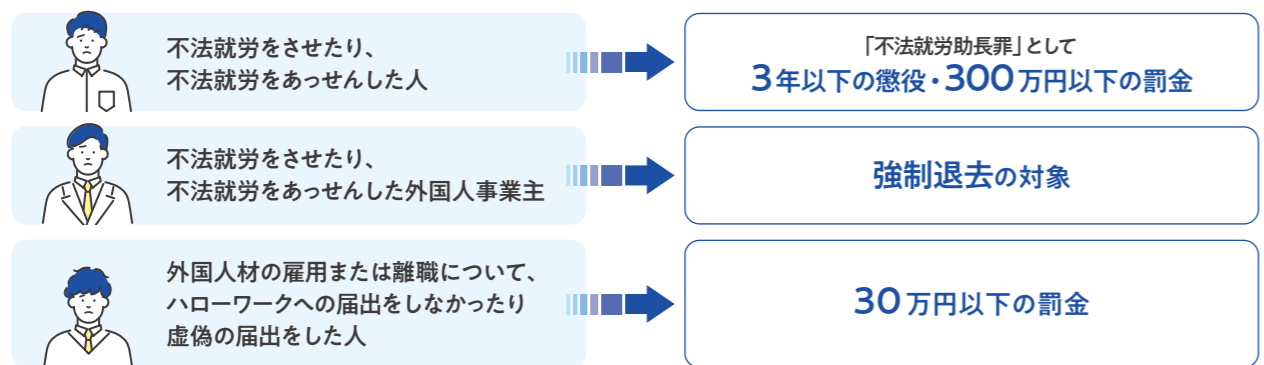 不法就労をさせたり、
不法就労をあっせんした人
「不法就労助長罪」として
3年以下の懲役・300万円以下の罰金
不法就労をさせたり、
不法就労をあっせんした外国人事業主
強制退去の対象
外国人材の雇用または離職について、
ハローワークへの届出をしなかったり
虚偽の届出をした人
30万円以下の罰金